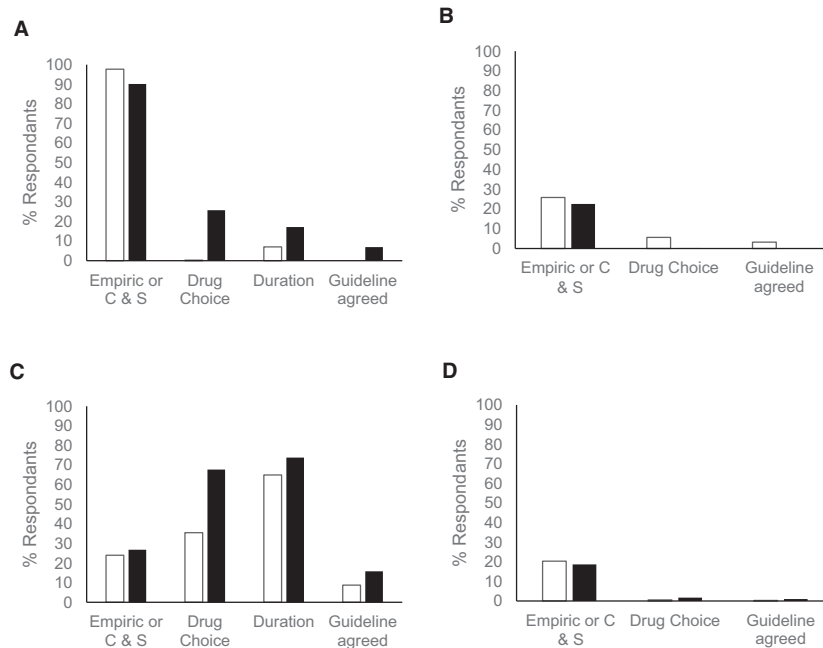 A
% Respondants
100
90
80
70
60
50
40
30
20
10
0
Empiric or
C & S
Drug
Choice
Duration
Guideline
agreed
B
% Respondants
100
90
80
70
60
50
40
30
20
10
0
Empiric or C
& S
Drug Choice
Guideline
agreed
C
% Respondants
100
90
80
70
60
50
40
30
20
10
0
Empiric or
C & S
Drug
Choice
Duration
Guideline
agreed
D
% Respondants
100
90
80
70
60
50
40
30
20
10
0
Empiric or C
& S
Drug Choice
Guideline
agreed